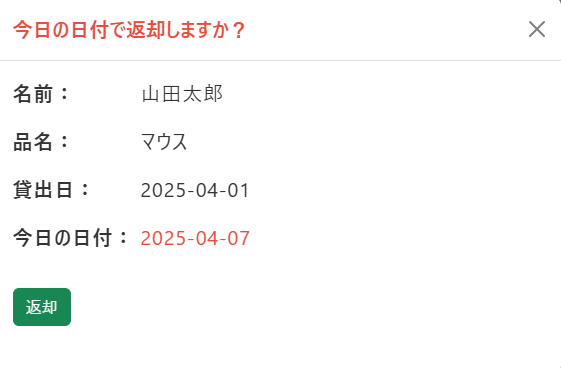 今日の日付で返却しますか？
名前： 山田太郎
品名： マウス
貸出日： 2025-04-01
今日の日付： 2025-04-07
返却